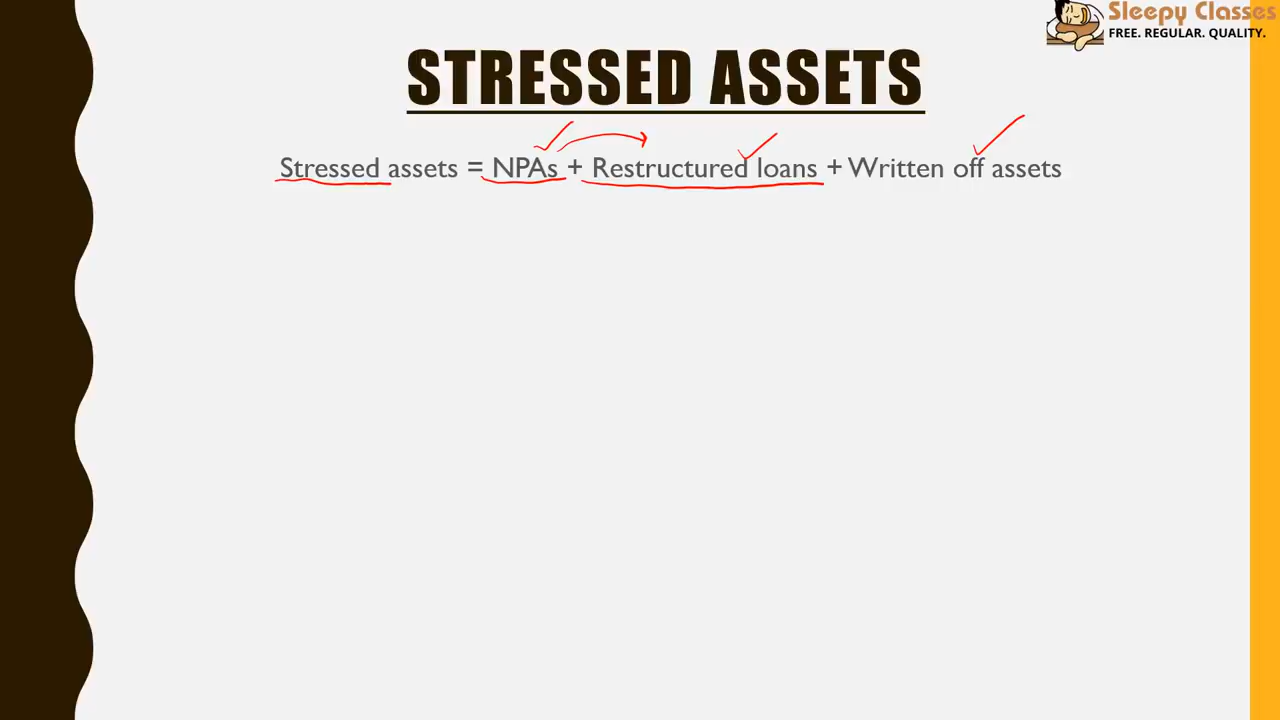 Sleepy Classes
FREE. REGULAR. QUALITY.
STRESSED ASSETS
Stressed assets = NPAs + Restructured loans + Written off assets